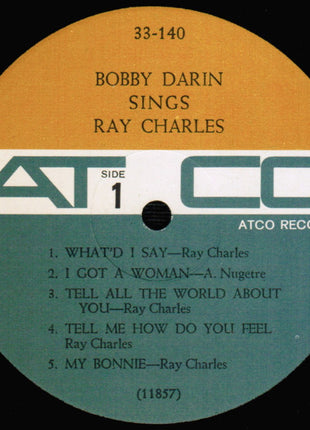 33-140
BOBBY DARIN
SINGS
RAY CHARLES
AT CO
SIDE
1
ATCO RECO
1. WHAT'D I SAY—Ray Charles
2. I GOT A WOMAN—A. Nugetre
3. TELL ALL THE WORLD ABOUT
YOU—Ray Charles
4. TELL ME HOW DO YOU FEEL
Ray Charles
5. MY BONNIE—Ray Charles
(11857)